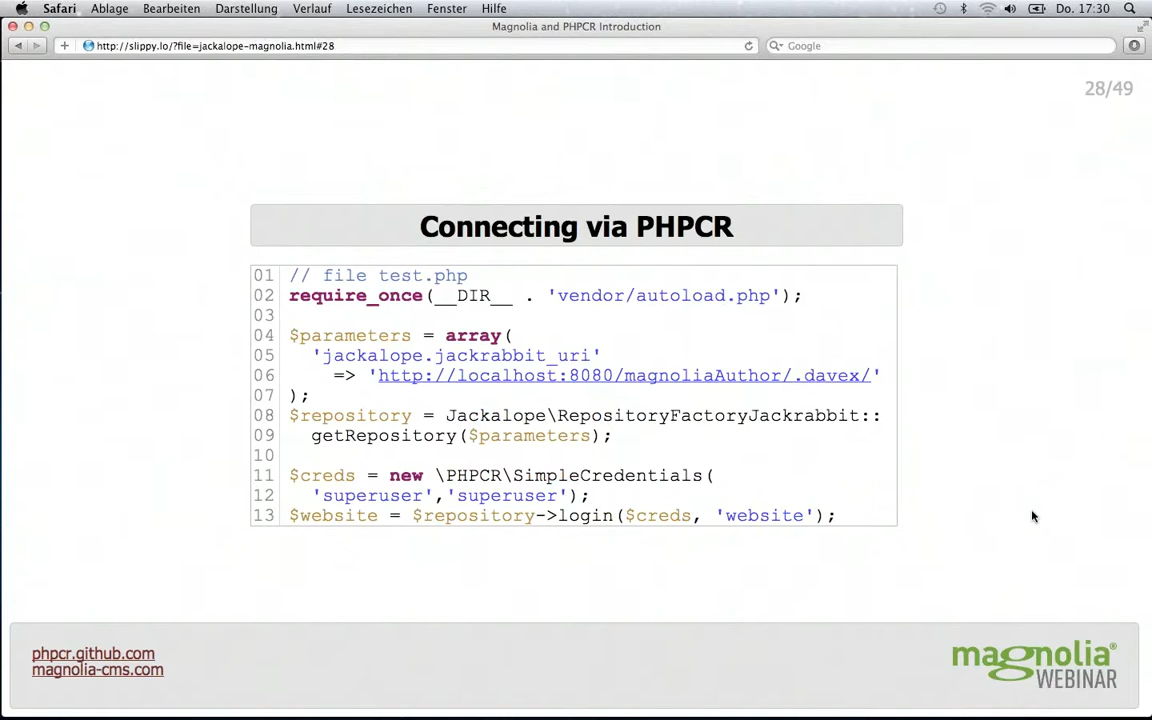 Safari Ablage Bearbeiten Darstellung Verlauf Lesezeichen Fenster Hilfe Do. 17:30
Magnolia and PHPCR Introduction
http://slippy.lo/?file=jackalope-magnolia.html#28 Google
28/49
Connecting via PHPCR
01 // file test.php
02 require_once(__DIR__ . 'vendor/autoload.php');
03
04 $parameters = array(
05 'jackalope.jackrabbit_uri'
06 => 'http://localhost:8080/magnoliaAuthor/.davex/'
07 );
08 $repository = Jackalope\RepositoryFactoryJackrabbit::
09 getRepository($parameters);
10
11 $creds = new \PHPCR\SimpleCredentials(
12 'superuser','superuser');
13 $website = $repository->login($creds, 'website');
phpcr.github.com
magnolia-cms.com
magnolia®
WEBINAR